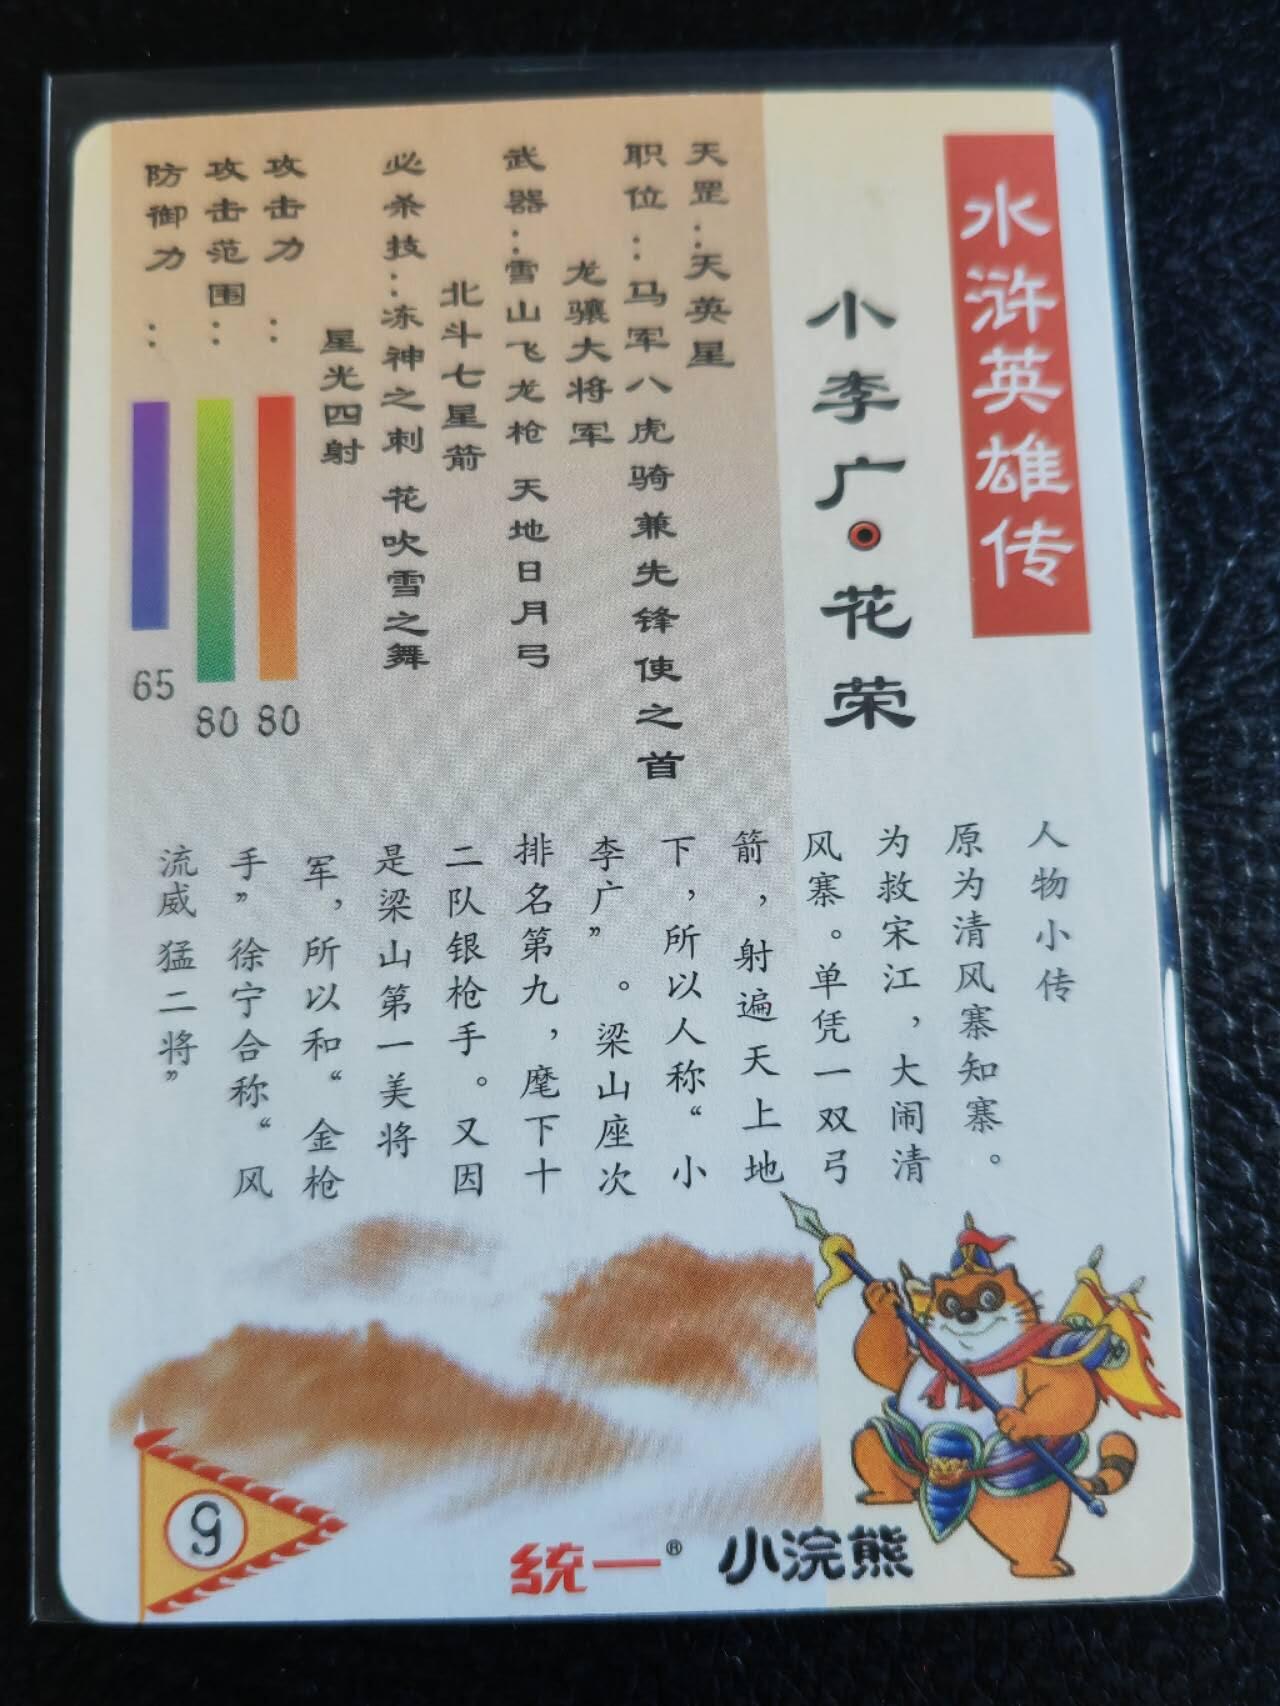 水浒英雄传
小李广·花荣
天罡：天英星
职位：马军八虎骑兼先锋使之首
龙骧大将军
武器：雪山飞龙枪 天地日月弓
北斗七星箭
必杀技：冻神之刺 花吹雪之舞
星光四射
攻击力：
80
攻击范围：
80
防御力：
65
人物小传
原为清风寨知寨。
为救宋江，大闹清
风寨。单凭一双弓
箭，射遍天上地
下，所以人称“小
李广”。梁山座次
排名第九，麾下十
二队银枪手。又因
是梁山第一美将
军，所以和“金枪
手”徐宁合称“风
流威猛二将”
9
統一®
小浣熊